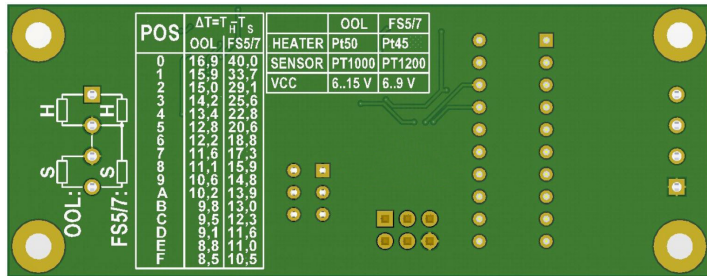 POS ΔT=TH-TS
OOL FS5/7
0 16,9 40,0
1 15,9 33,7
2 15,0 29,1
3 14,2 25,6
4 13,4 22,8
5 12,8 20,6
6 12,2 18,8
7 11,6 17,3
8 11,1 15,9
9 10,6 14,8
A 10,2 13,9
B 9,8 13,0
C 9,5 12,3
D 9,1 11,6
E 8,8 11,0
F 8,5 10,5
OOL FS5/7
HEATER Pt50 Pt45
SENSOR PT1000 PT1200
VCC 6..15 V 6..9 V
H H
S S
OOL:
FS5/7: